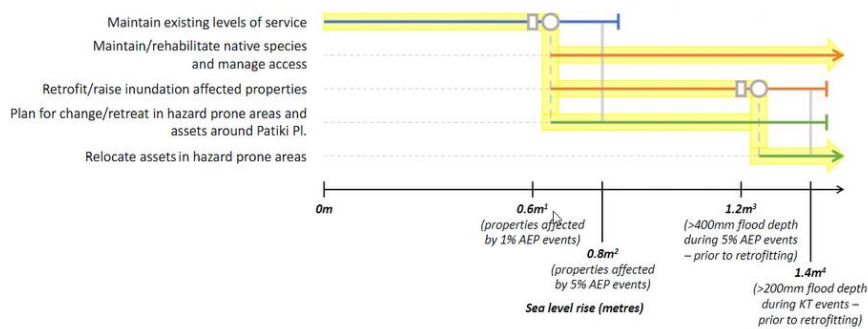 Maintain existing levels of service
Maintain/rehabilitate native species
and manage access
Retrofit/raise inundation affected properties
Plan for change/retreat in hazard prone areas and
assets around Patiki Pl.
Relocate assets in hazard prone areas
0m
0.6m¹
(properties affected
by 1% AEP events)
0.8m²
(properties affected
by 5% AEP events)
1.2m³
(>400mm flood depth
during 5% AEP events
– prior to retrofitting)
1.4m⁴
(>200mm flood depth
during KT events –
prior to retrofitting)
Sea level rise (metres)